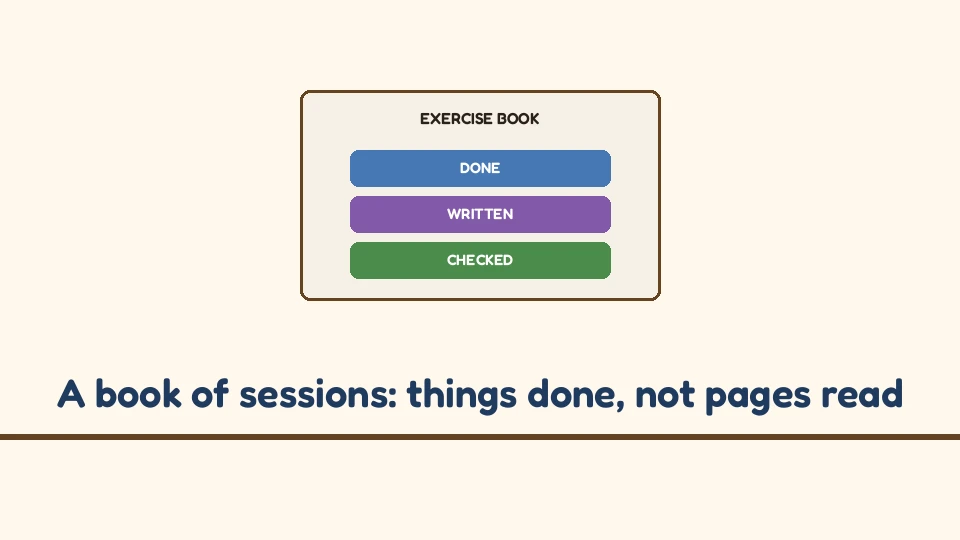 EXERCISE BOOK
DONE
WRITTEN
CHECKED
A book of sessions: things done, not pages read